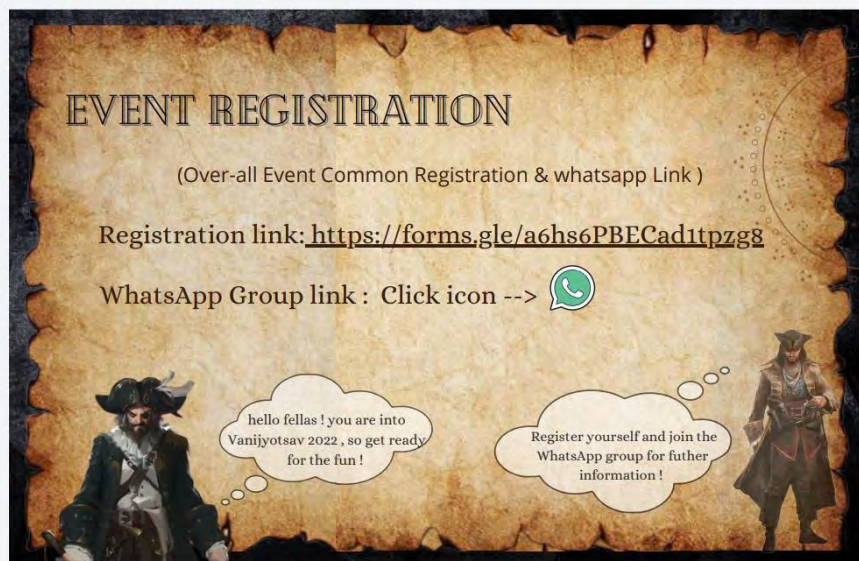 EVENT REGISTRATION
(Over-all Event Common Registration & whatsapp Link )
Registration link: https://forms.gle/a6hs6PBECad1tpzg8
WhatsApp Group link : Click icon -->
hello fellas ! you are into
Vanijyotsav 2022 , so get ready
for the fun !
Register yourself and join the
WhatsApp group for futher
information !